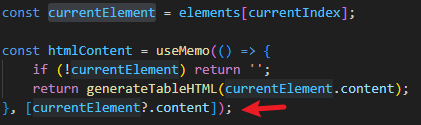 const currentElement = elements[currentIndex];
const htmlContent = useMemo(() => {
if (!currentElement) return '';
return generateTableHTML(currentElement.content);
}, [currentElement?.content]);